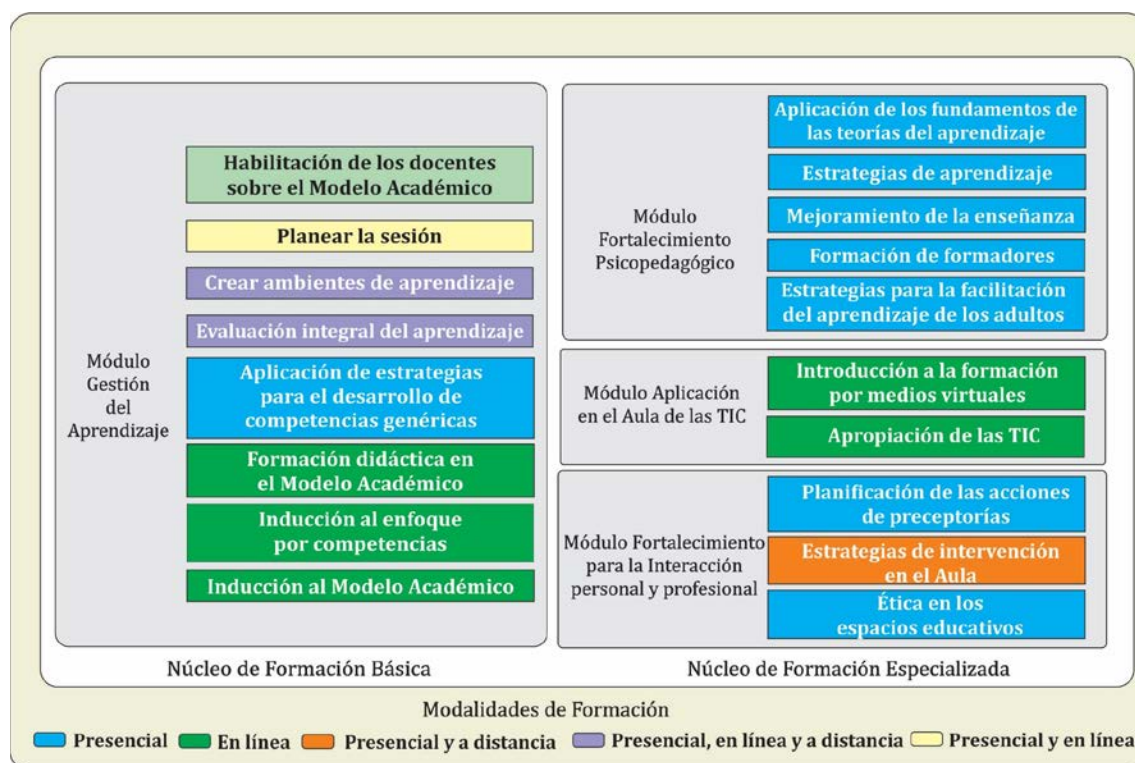 Módulo
Gestión
del
Aprendizaje
Habilitación de los docentes
sobre el Modelo Académico
Planear la sesión
Crear ambientes de aprendizaje
Evaluación integral del aprendizaje
Aplicación de estrategias
para el desarrollo de
competencias genéricas
Formación didáctica en
el Modelo Académico
Inducción al enfoque
por competencias
Inducción al Modelo Académico
Núcleo de Formación Básica
Módulo
Fortalecimiento
Psicopedagógico
Aplicación de los fundamentos de
las teorías del aprendizaje
Estrategias de aprendizaje
Mejoramiento de la enseñanza
Formación de formadores
Estrategias para la facilitación
del aprendizaje de los adultos
Módulo Aplicación
en el Aula de las TIC
Introducción a la formación
por medios virtuales
Apropiación de las TIC
Módulo Fortalecimiento
para la Interacción
personal y profesional
Planificación de las acciones
de preceptorías
Estrategias de intervención
en el Aula
Ética en los
espacios educativos
Núcleo de Formación Especializada
Modalidades de Formación
Presencial
En línea
Presencial y a distancia
Presencial, en línea y a distancia
Presencial y en línea